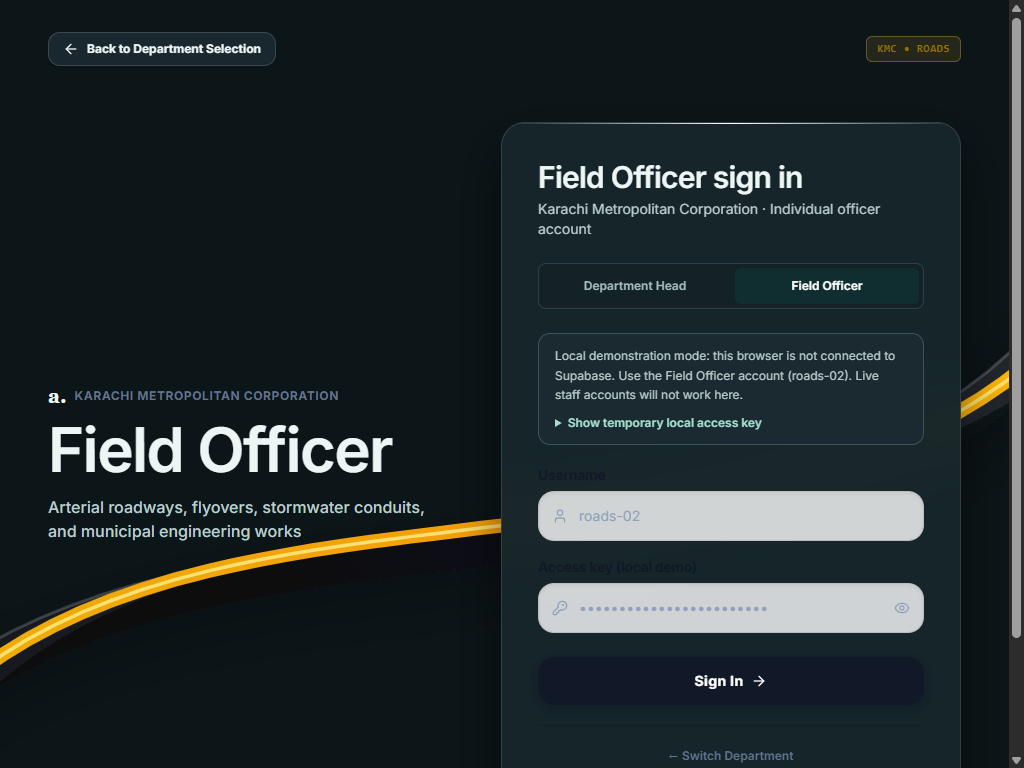 ← Back to Department Selection
KMC • ROADS
Field Officer sign in
Karachi Metropolitan Corporation · Individual officer
account
Department Head
Field Officer
Local demonstration mode: this browser is not connected to
Supabase. Use the Field Officer account (roads-02). Live
staff accounts will not work here.
▶ Show temporary local access key
a. KARACHI METROPOLITAN CORPORATION
Field Officer
Arterial roadways, flyovers, stormwater conduits,
and municipal engineering works
Username
roads-02
Access key (local demo)
••••••••••••••••••••••••
Sign In →
← Switch Department